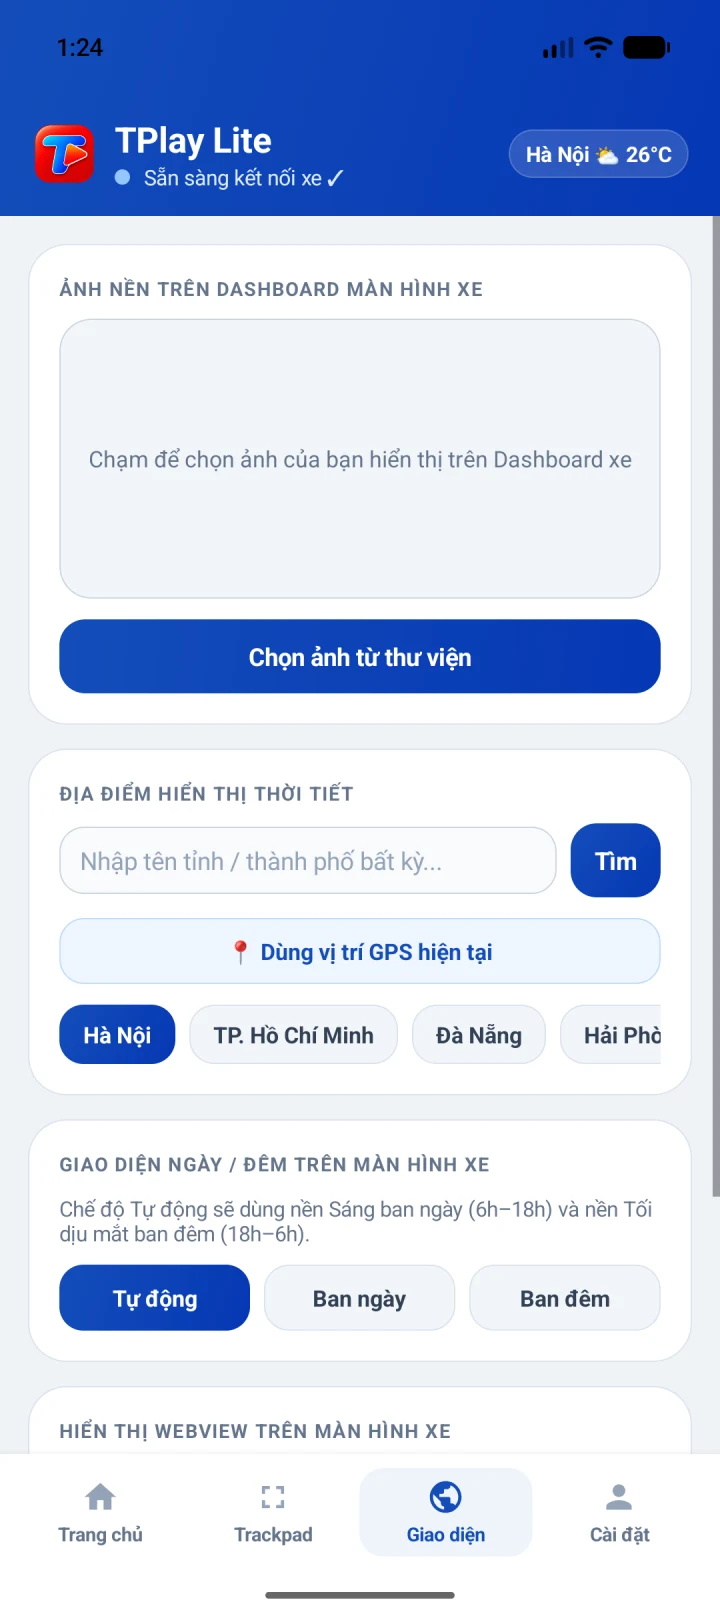 1:24
TPlay Lite
Sẵn sàng kết nối xe ✓
Hà Nội ⛅ 26°C
ẢNH NỀN TRÊN DASHBOARD MÀN HÌNH XE
Chạm để chọn ảnh của bạn hiển thị trên Dashboard xe
Chọn ảnh từ thư viện
ĐỊA ĐIỂM HIỂN THỊ THỜI TIẾT
Nhập tên tỉnh / thành phố bất kỳ...
Tìm
📍 Dùng vị trí GPS hiện tại
Hà Nội
TP. Hồ Chí Minh
Đà Nẵng
Hải Phò
GIAO DIỆN NGÀY / ĐÊM TRÊN MÀN HÌNH XE
Chế độ Tự động sẽ dùng nền Sáng ban ngày (6h–18h) và nền Tối
dịu mắt ban đêm (18h–6h).
Tự động
Ban ngày
Ban đêm
HIỂN THỊ WEBVIEW TRÊN MÀN HÌNH XE
Trang chủ
Trackpad
Giao diện
Cài đặt